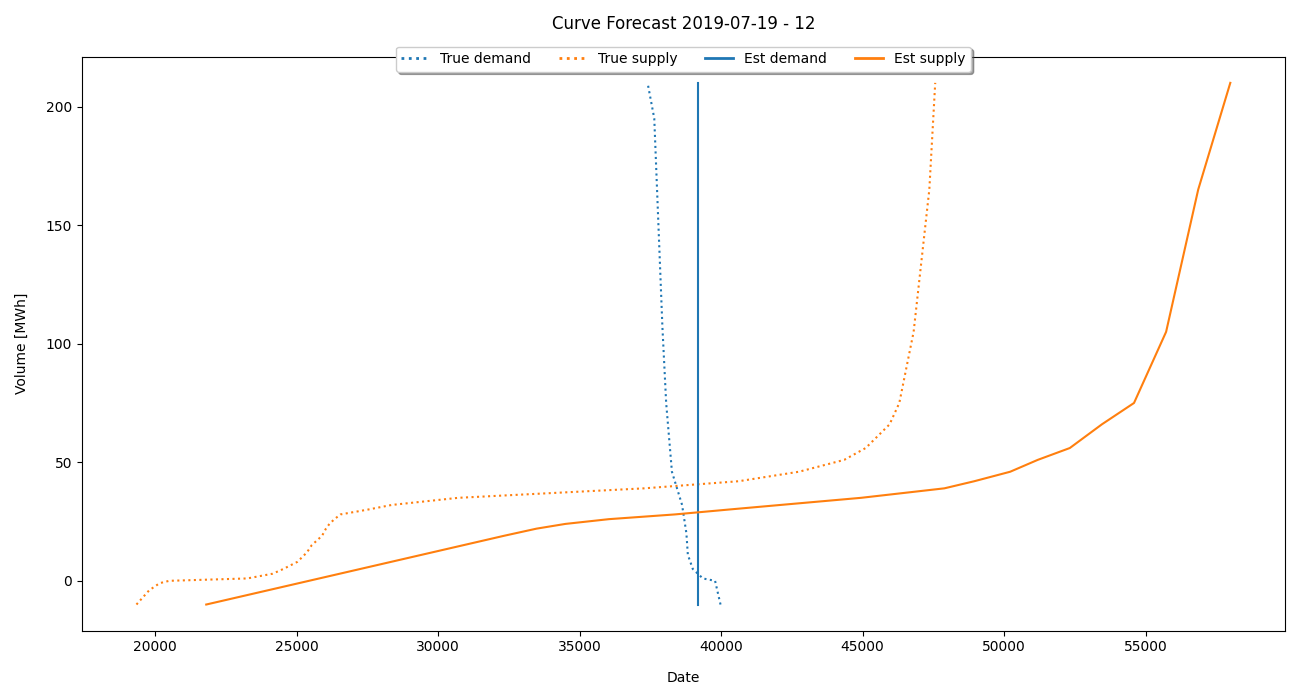 Curve Forecast 2019-07-19 - 12
True demand True supply Est demand Est supply
200
150
100
50
0
Volume [MWh]
20000 25000 30000 35000 40000 45000 50000 55000
Date